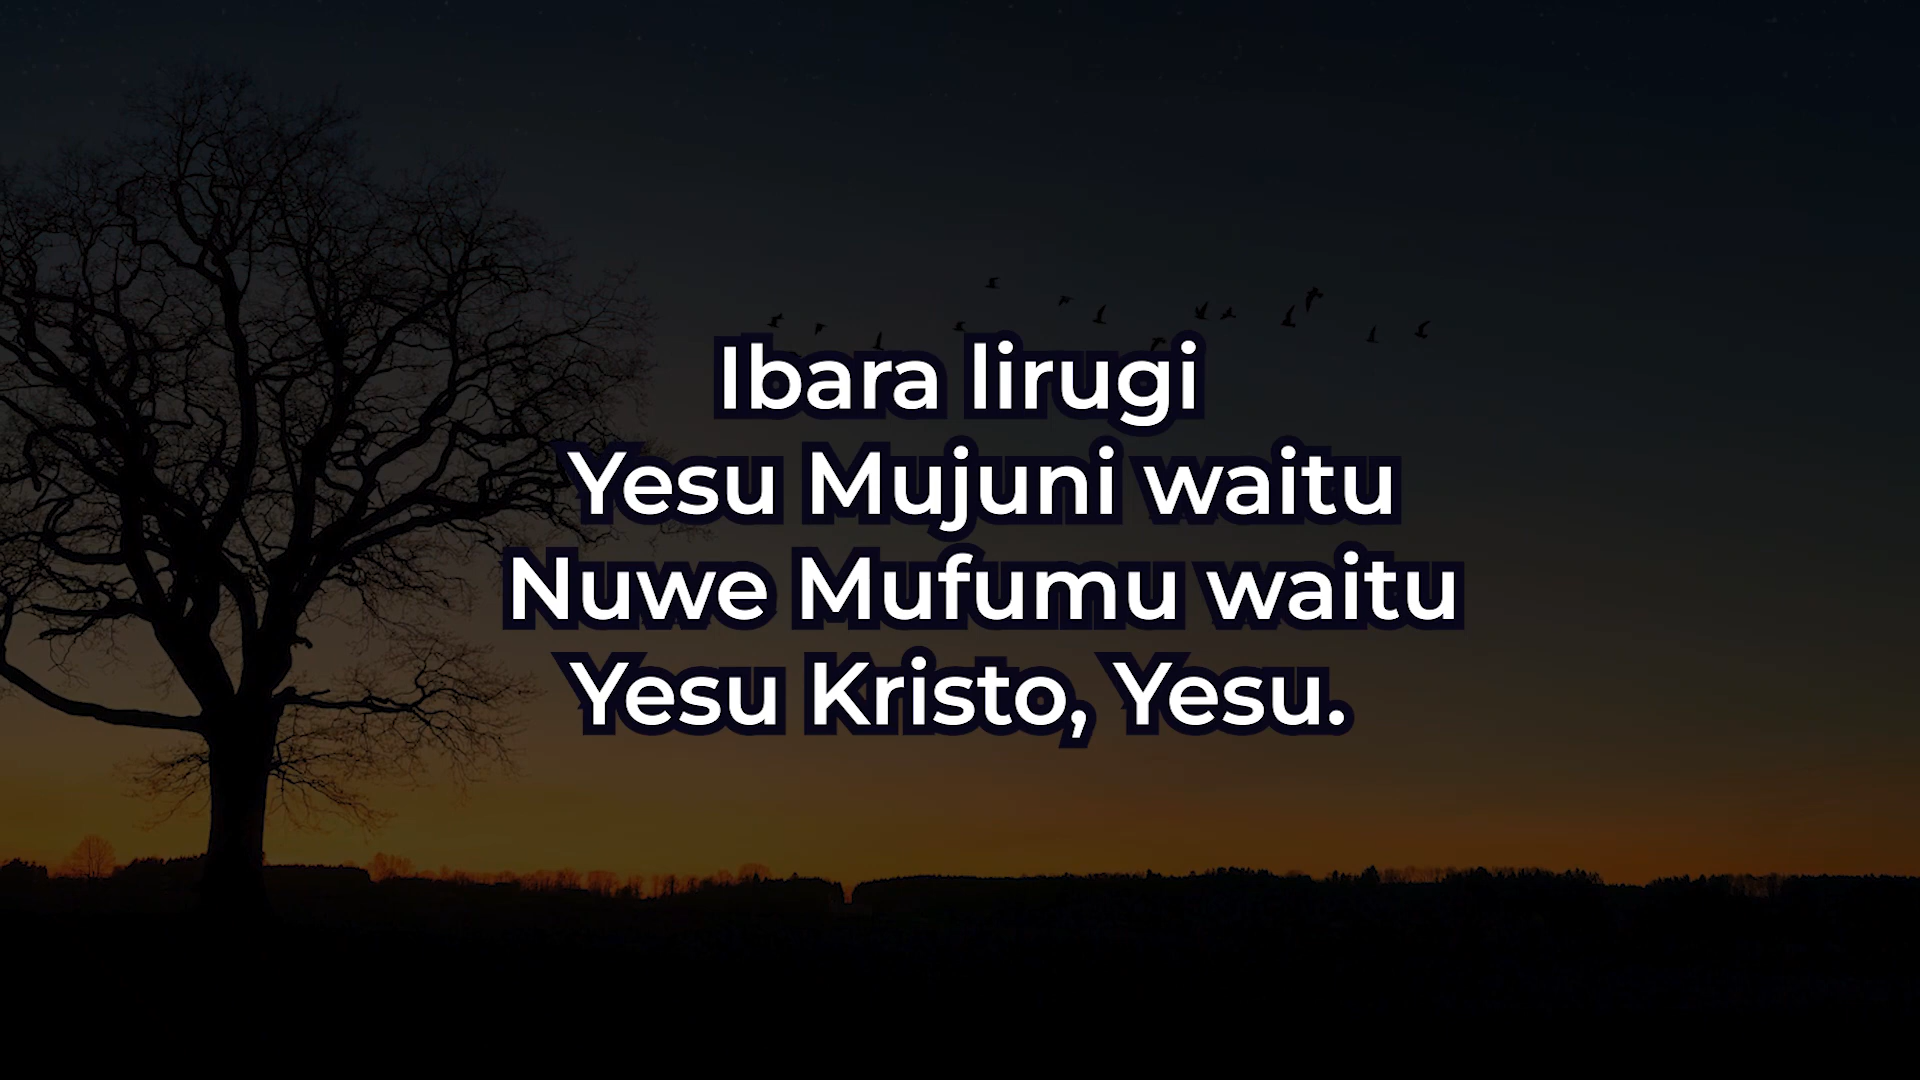 Ibara lirugi
Yesu Mujuni waitu
Nuwe Mufumu waitu
Yesu Kristo, Yesu.